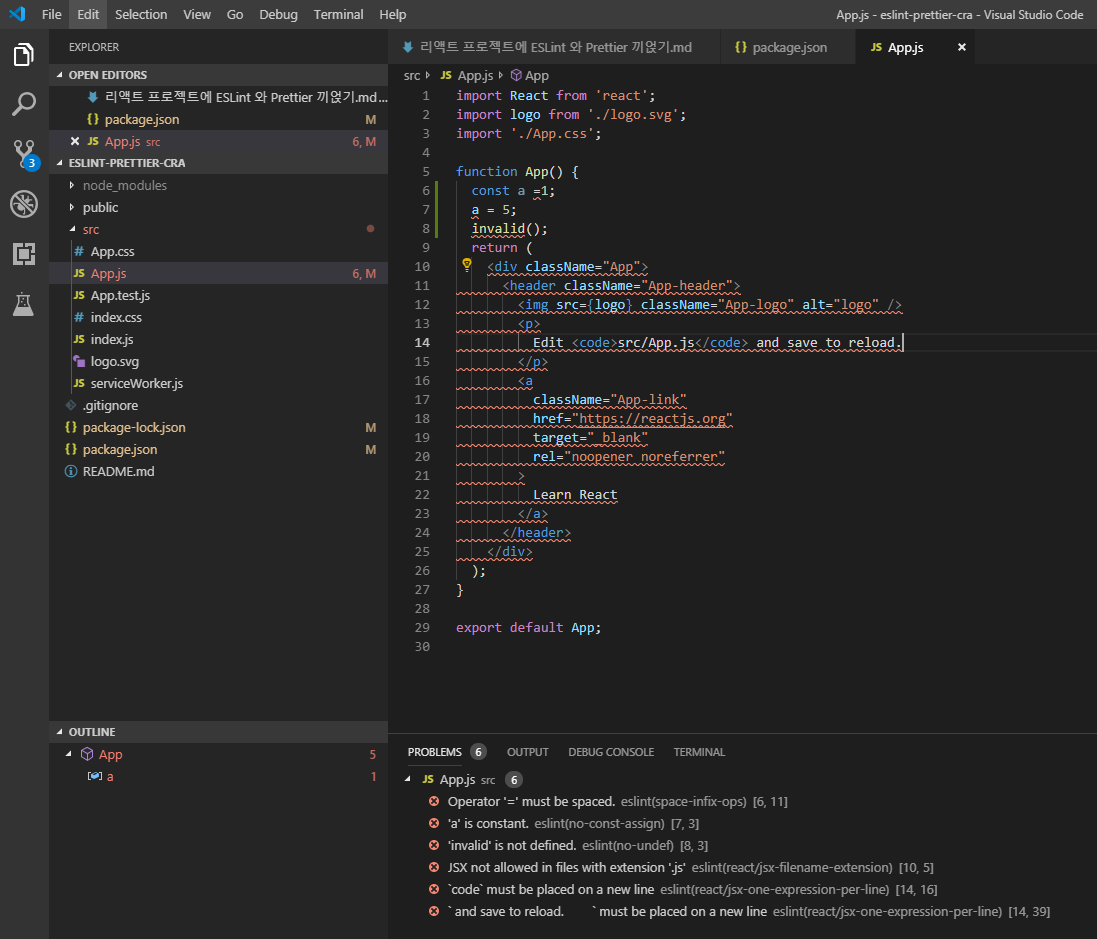 File Edit Selection View Go Debug Terminal Help App.js - eslint-prettier-cra - Visual Studio Code
EXPLORER
OPEN EDITORS
리액트 프로젝트에 ESLint 와 Prettier 끼얹기.md...
{} package.json M
JS App.js src 6, M
3
ESLINT-PRETTIER-CRA
node_modules
public
src
# App.css
JS App.js 6, M
JS App.test.js
# index.css
JS index.js
logo.svg
JS serviceWorker.js
.gitignore
{} package-lock.json M
{} package.json M
README.md
OUTLINE
App 5
a 1
리액트 프로젝트에 ESLint 와 Prettier 끼얹기.md {} package.json JS App.js
src JS App.js App
1 import React from 'react';
2 import logo from './logo.svg';
3 import './App.css';
4
5 function App() {
6 const a =1;
7 a = 5;
8 invalid();
9 return (
10 <div className="App">
11 <header className="App-header">
12 <img src={logo} className="App-logo" alt="logo" />
13 <p>
14 Edit <code>src/App.js</code> and save to reload.
15 </p>
16 <a
17 className="App-link"
18 href="https://reactjs.org"
19 target="_blank"
20 rel="noopener noreferrer"
21 >
22 Learn React
23 </a>
24 </header>
25 </div>
26 );
27 }
28
29 export default App;
30
PROBLEMS 6 OUTPUT DEBUG CONSOLE TERMINAL
JS App.js src 6
Operator '=' must be spaced. eslint(space-infix-ops) [6, 11]
'a' is constant. eslint(no-const-assign) [7, 3]
'invalid' is not defined. eslint(no-undef) [8, 3]
JSX not allowed in files with extension '.js' eslint(react/jsx-filename-extension) [10, 5]
`code` must be placed on a new line eslint(react/jsx-one-expression-per-line) [14, 16]
` and save to reload. ` must be placed on a new line eslint(react/jsx-one-expression-per-line) [14, 39]